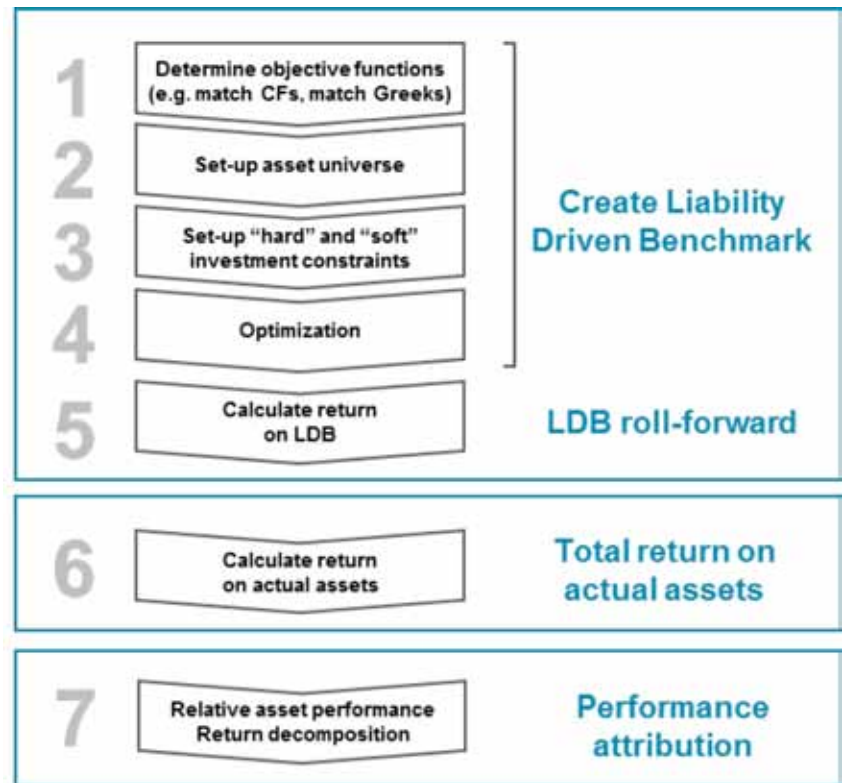 1
Determine objective functions
(e.g. match CFs, match Greeks)
2
Set-up asset universe
3
Set-up “hard” and “soft”
investment constraints
4
Optimization
Create Liability
Driven Benchmark
5
Calculate return
on LDB
LDB roll-forward
6
Calculate return
on actual assets
Total return on
actual assets
7
Relative asset performance
Return decomposition
Performance
attribution